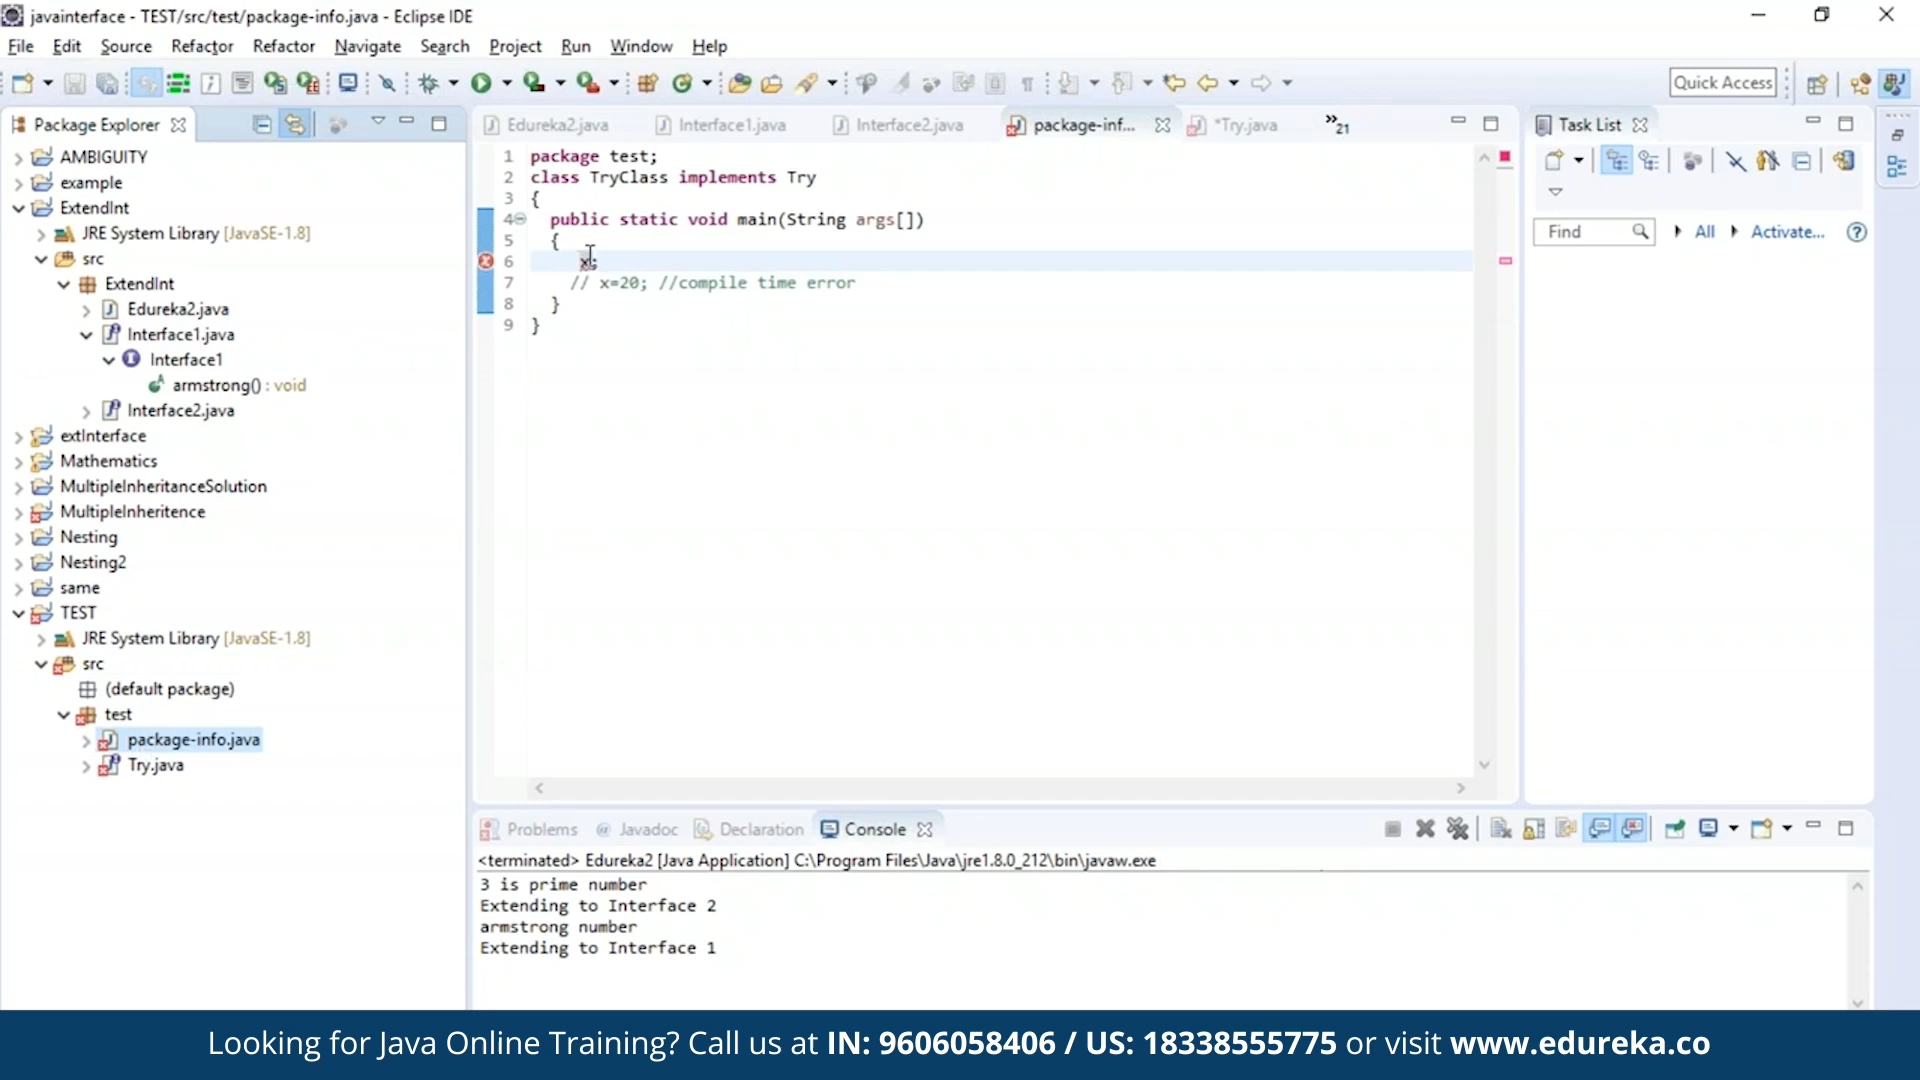 javainterface - TEST/src/test/package-info.java - Eclipse IDE
File Edit Source Refactor Refactor Navigate Search Project Run Window Help
Quick Access
Package Explorer
AMBIGUITY
example
ExtendInt
JRE System Library [JavaSE-1.8]
src
ExtendInt
Edureka2.java
Interface1.java
Interface1
armstrong() : void
Interface2.java
extInterface
Mathematics
MultipleInheritanceSolution
MultipleInheritence
Nesting
Nesting2
same
TEST
JRE System Library [JavaSE-1.8]
src
(default package)
test
package-info.java
Try.java
Edureka2.java Interface1.java Interface2.java package-inf... *Try.java »21
1 package test;
2 class TryClass implements Try
3 {
4 public static void main(String args[])
5 {
6 x;
7 // x=20; //compile time error
8 }
9 }
Task List
Find All Activate...
Problems @ Javadoc Declaration Console
<terminated> Edureka2 [Java Application] C:\Program Files\Java\jre1.8.0_212\bin\javaw.exe
3 is prime number
Extending to Interface 2
armstrong number
Extending to Interface 1
Looking for Java Online Training? Call us at IN: 9606058406 / US: 18338555775 or visit www.edureka.co